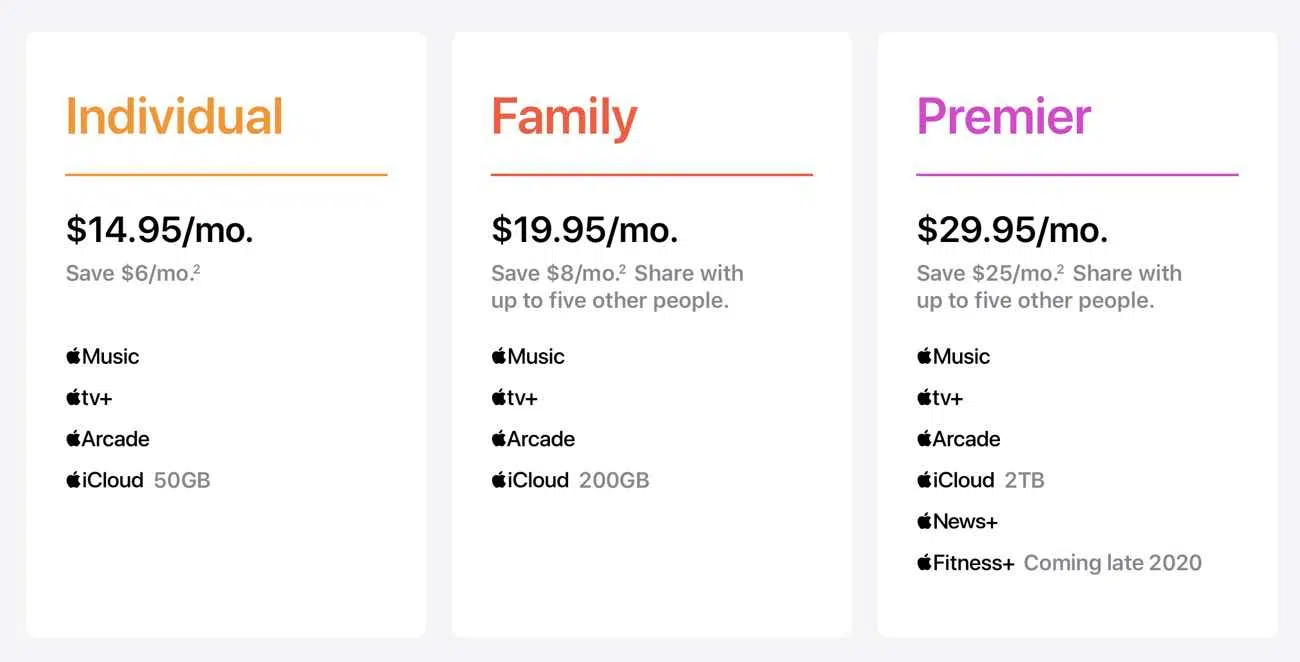 Individual
$14.95/mo.
Save $6/mo.²
Music
tv+
Arcade
iCloud 50GB
Family
$19.95/mo.
Save $8/mo.² Share with
up to five other people.
Music
tv+
Arcade
iCloud 200GB
Premier
$29.95/mo.
Save $25/mo.² Share with
up to five other people.
Music
tv+
Arcade
iCloud 2TB
News+
Fitness+ Coming late 2020